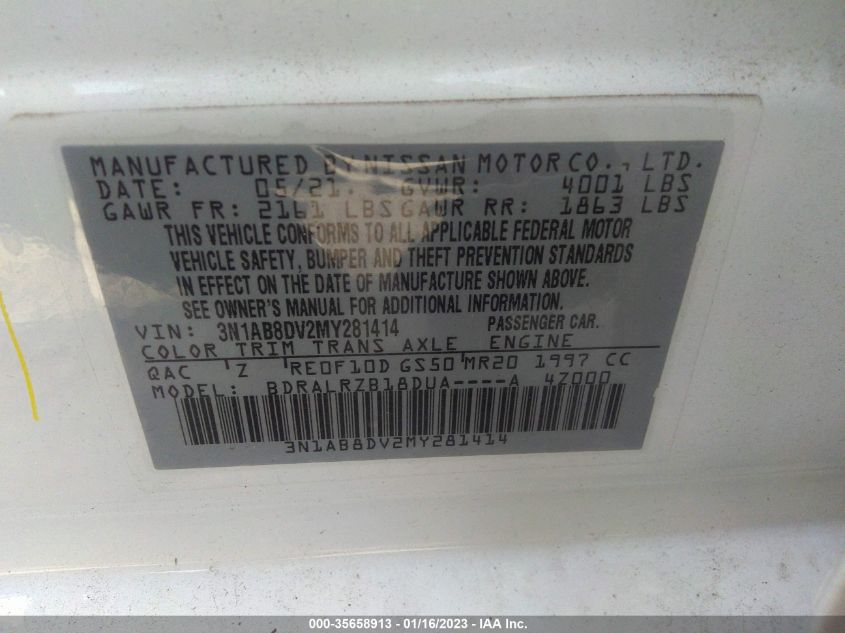 MANUFACTURED BY NISSAN MOTOR CO., LTD.
DATE: 05/21. GVWR: 4001 LBS
GAWR FR: 2161 LBS GAWR RR: 1863 LBS
THIS VEHICLE CONFORMS TO ALL APPLICABLE FEDERAL MOTOR
VEHICLE SAFETY, BUMPER AND THEFT PREVENTION STANDARDS
IN EFFECT ON THE DATE OF MANUFACTURE SHOWN ABOVE.
SEE OWNER'S MANUAL FOR ADDITIONAL INFORMATION.
VIN: 3N1AB8DV2MY281414 PASSENGER CAR.
COLOR TRIM TRANS AXLE ENGINE
QAC Z RE0F10D GS50 MR20 1997 CC
MODEL: BDRALRZB18DUA----A 4Z000
3N1AB8DV2MY281414
000-35658913 - 01/16/2023 - IAA Inc.